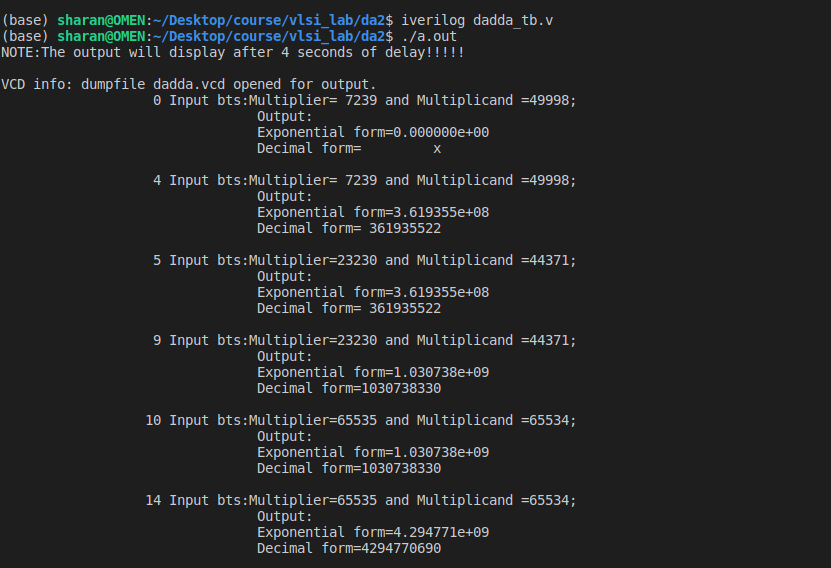 (base) sharan@OMEN:~/Desktop/course/vlsi_lab/da2$ iverilog dadda_tb.v
(base) sharan@OMEN:~/Desktop/course/vlsi_lab/da2$ ./a.out
NOTE:The output will display after 4 seconds of delay!!!!!
VCD info: dumpfile dadda.vcd opened for output.
0 Input bts:Multiplier= 7239 and Multiplicand =49998;
Output:
Exponential form=0.000000e+00
Decimal form=         x
4 Input bts:Multiplier= 7239 and Multiplicand =49998;
Output:
Exponential form=3.619355e+08
Decimal form= 361935522
5 Input bts:Multiplier=23230 and Multiplicand =44371;
Output:
Exponential form=3.619355e+08
Decimal form= 361935522
9 Input bts:Multiplier=23230 and Multiplicand =44371;
Output:
Exponential form=1.030738e+09
Decimal form=1030738330
10 Input bts:Multiplier=65535 and Multiplicand =65534;
Output:
Exponential form=1.030738e+09
Decimal form=1030738330
14 Input bts:Multiplier=65535 and Multiplicand =65534;
Output:
Exponential form=4.294771e+09
Decimal form=4294770690